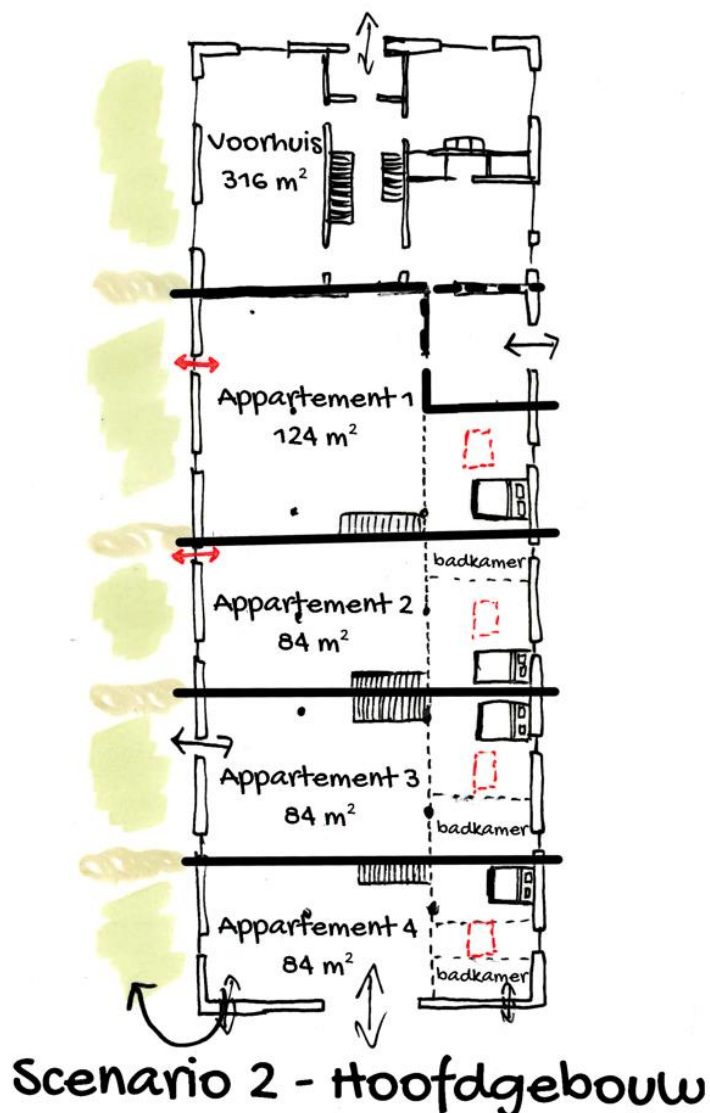 Voorhuis
316 m²
Appartement 1
124 m²
badkamer
Appartement 2
84 m²
Appartement 3
84 m²
badkamer
Appartement 4
84 m²
badkamer
Scenario 2 - Hoofdgebouw